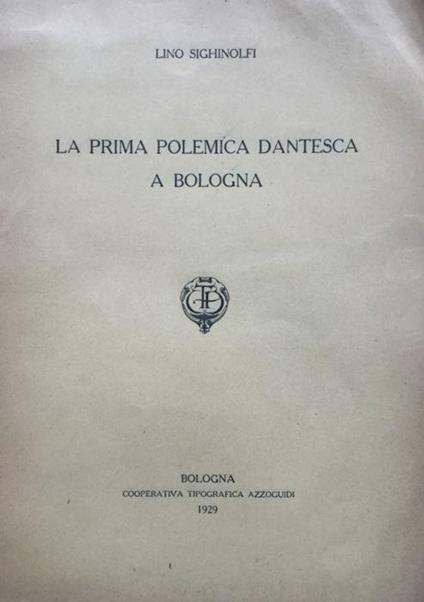 LINO SIGHINOLFI
LA PRIMA POLEMICA DANTESCA
A BOLOGNA
BOLOGNA
COOPERATIVA TIPOGRAFICA AZZOGUIDI
1929